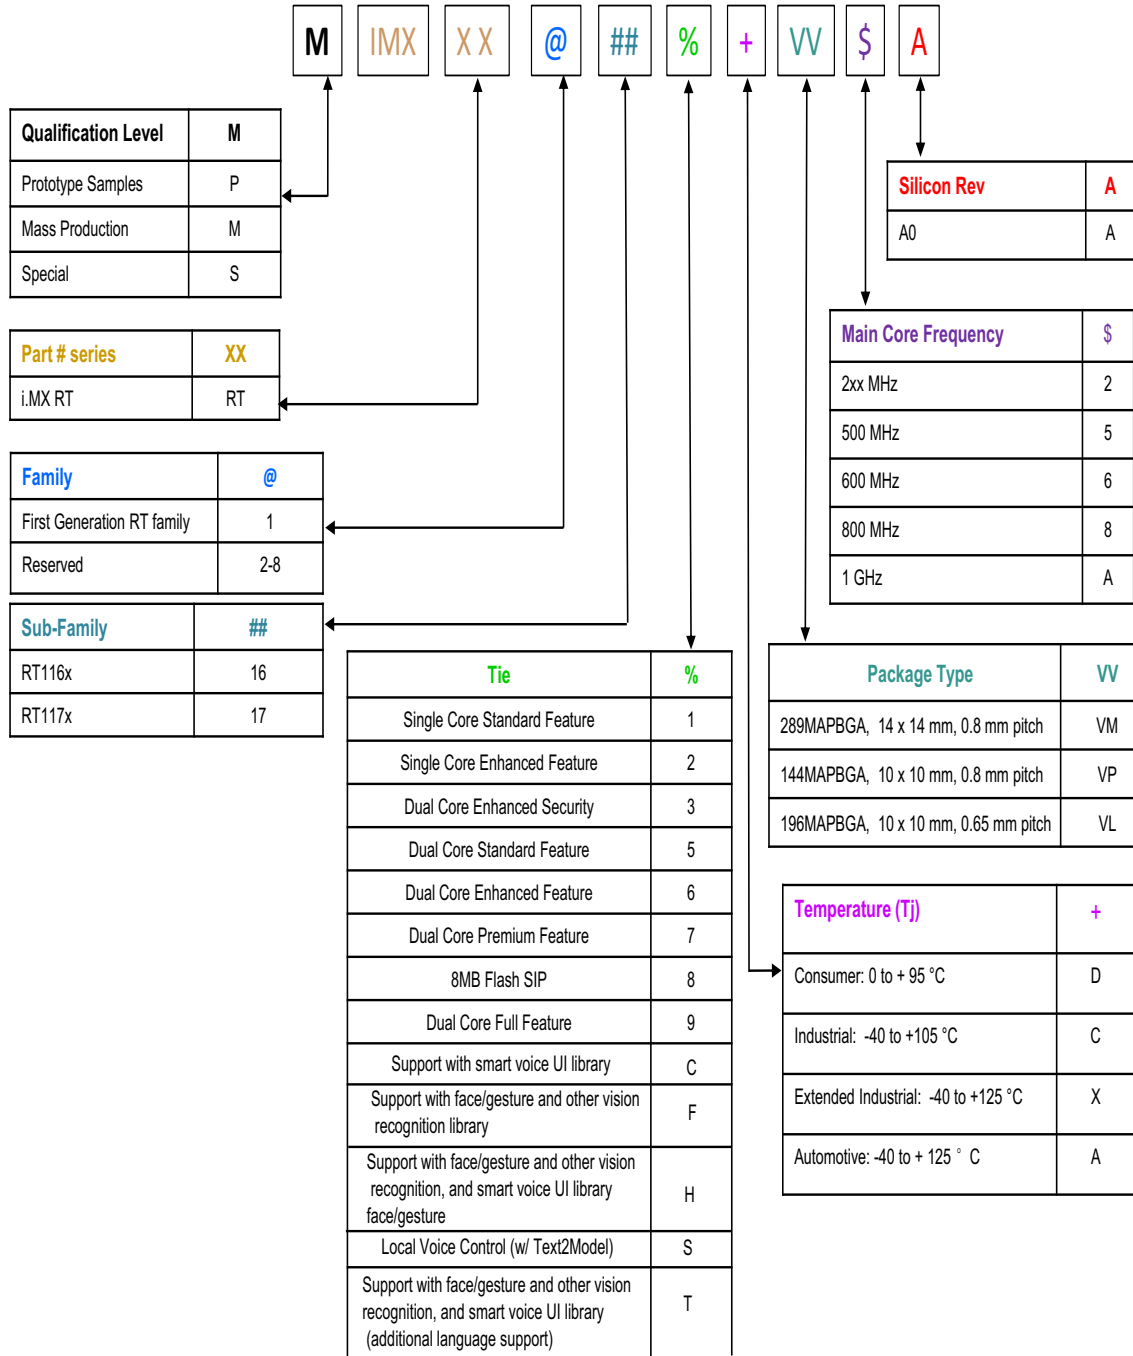 M IMX X X @ ## % + VV $ A
Qualification Level M
Prototype Samples P
Mass Production M
Special S
Silicon Rev A
A0 A
Part # series XX
i.MX RT RT
Main Core Frequency $
2xx MHz 2
500 MHz 5
600 MHz 6
800 MHz 8
1 GHz A
Family @
First Generation RT family 1
Reserved 2-8
Sub-Family ##
RT116x 16
RT117x 17
Tie %
Single Core Standard Feature 1
Single Core Enhanced Feature 2
Dual Core Enhanced Security 3
Dual Core Standard Feature 5
Dual Core Enhanced Feature 6
Dual Core Premium Feature 7
8MB Flash SIP 8
Dual Core Full Feature 9
Support with smart voice UI library C
Support with face/gesture and other vision
recognition library F
Support with face/gesture and other vision
recognition, and smart voice UI library H
face/gesture
Local Voice Control (w/ Text2Model) S
Support with face/gesture and other vision
recognition, and smart voice UI library T
(additional language support)
Package Type VV
289MAPBGA, 14 x 14 mm, 0.8 mm pitch VM
144MAPBGA, 10 x 10 mm, 0.8 mm pitch VP
196MAPBGA, 10 x 10 mm, 0.65 mm pitch VL
Temperature (Tj) +
Consumer: 0 to + 95 °C D
Industrial: -40 to +105 °C C
Extended Industrial: -40 to +125 °C X
Automotive: -40 to + 125 ° C A